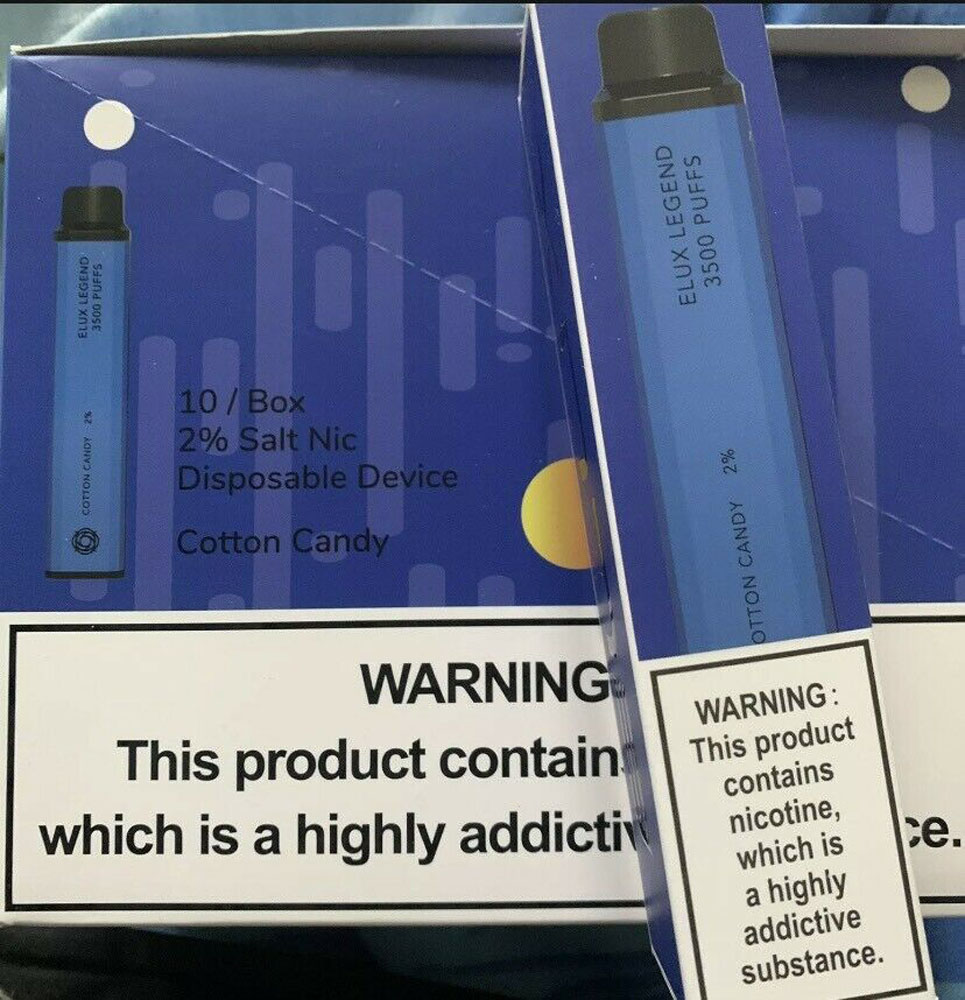 ELUX LEGEND
3500 PUFFS
COTTON CANDY 2%
10 / Box
2% Salt Nic
Disposable Device
Cotton Candy
WARNING
This product contain
which is a highly addictiv ce.
ELUX LEGEND
3500 PUFFS
OTTON CANDY 2%
WARNING:
This product
contains
nicotine,
which is
a highly
addictive
substance.